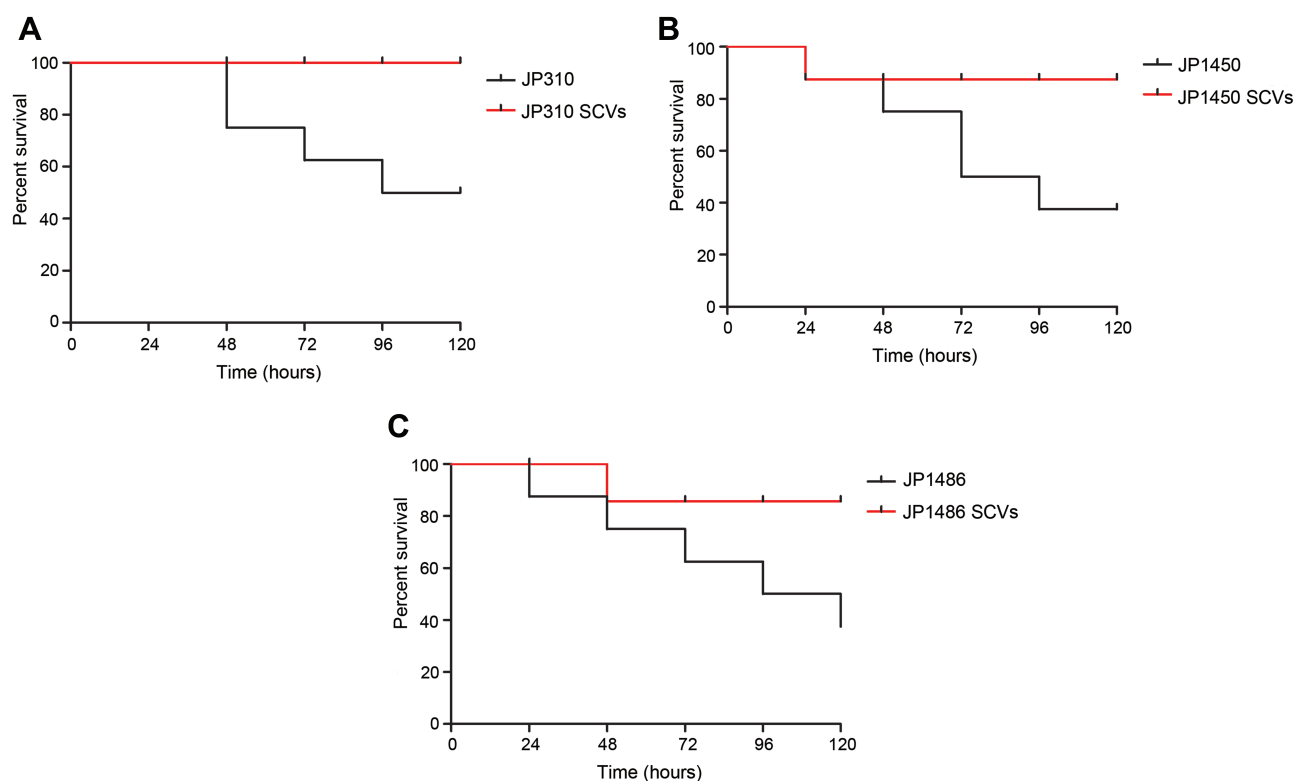 A
Percent survival
100
80
60
40
20
0
0 24 48 72 96 120
Time (hours)
JP310
JP310 SCVs
B
Percent survival
100
80
60
40
20
0
0 24 48 72 96 120
Time (hours)
JP1450
JP1450 SCVs
C
Percent survival
100
80
60
40
20
0
0 24 48 72 96 120
Time (hours)
JP1486
JP1486 SCVs